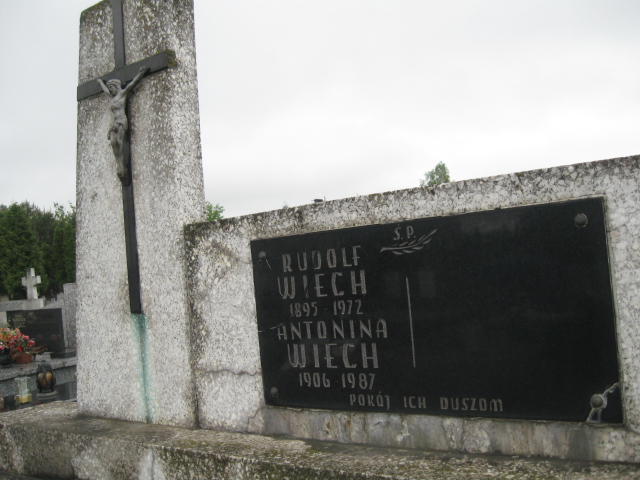 Ś.P.
RUDOLF
WIECH
1895 - 1972
ANTONINA
WIECH
1906 - 1987
POKÓJ ICH DUSZOM